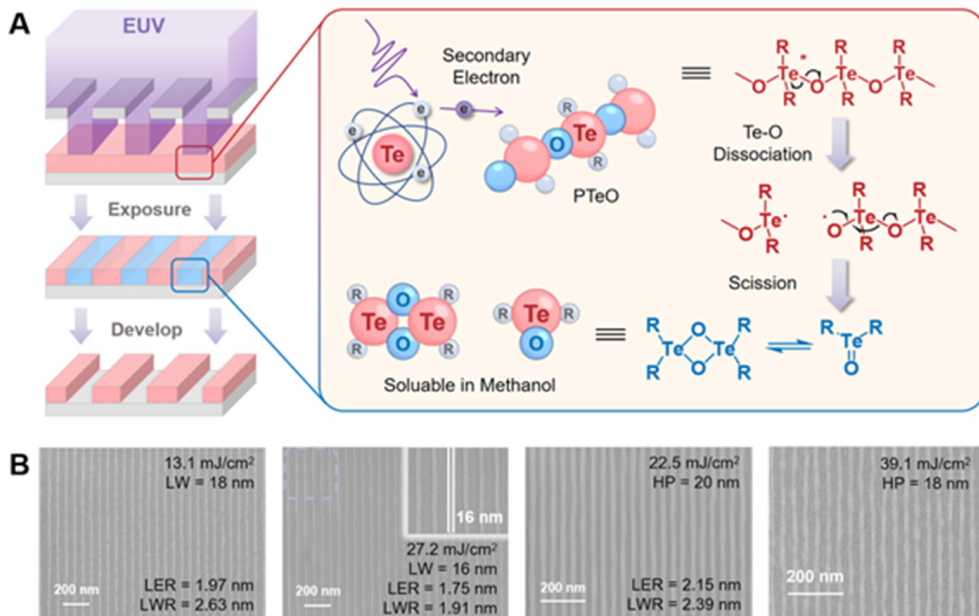 A
EUV
Exposure
Develop
Secondary
Electron
e
e
e
e
Te
R
Te
O
R
PTeO
R
R
R
*
O
Te
O
Te
O
Te
R
R
R
Te-O
Dissociation
R
O
Te
R
R
R
O
Te
O
Te
R
R
Scission
R
O
R
Te
Te
R
O
R
R
O
R
Te
O
Soluable in Methanol
R
O
R
Te
Te
R
O
R
R
R
Te
O
B
13.1 mJ/cm²
LW = 18 nm
200 nm
LER = 1.97 nm
LWR = 2.63 nm
16 nm
27.2 mJ/cm²
LW = 16 nm
200 nm
LER = 1.75 nm
LWR = 1.91 nm
22.5 mJ/cm²
HP = 20 nm
200 nm
LER = 2.15 nm
LWR = 2.39 nm
39.1 mJ/cm²
HP = 18 nm
200 nm